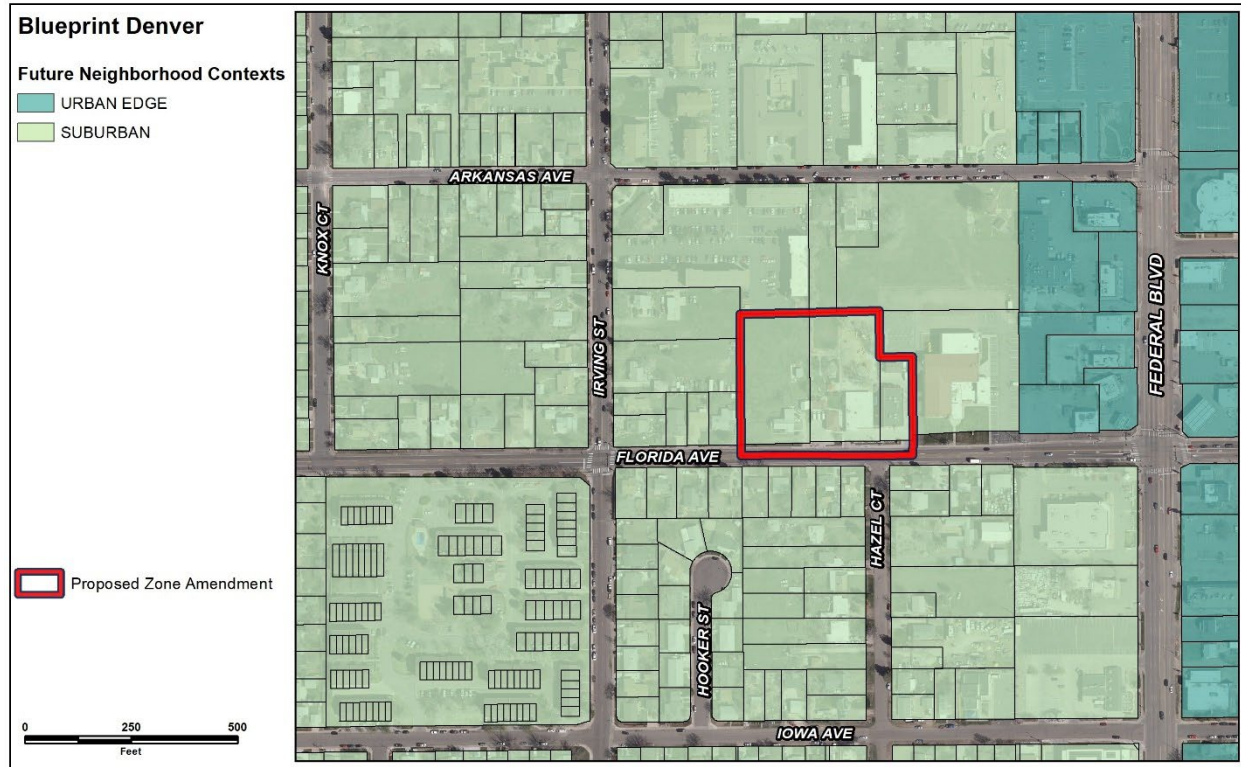 Blueprint Denver
Future Neighborhood Contexts
URBAN EDGE
SUBURBAN
ARKANSAS AVE
KNOX CT
IRVING ST
FEDERAL BLVD
FLORIDA AVE
HAZEL CT
HOOKER ST
Proposed Zone Amendment
0 250 500
Feet
IOWA AVE